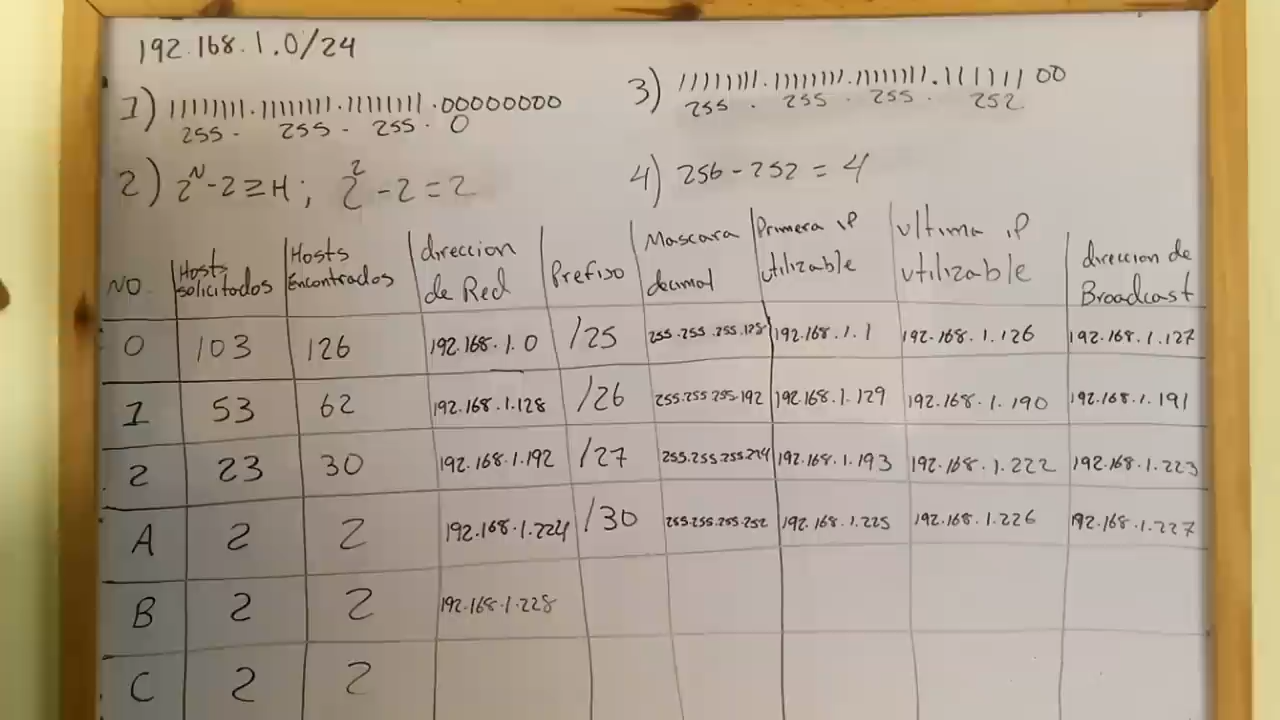 192.168.1.0/24
1) 11111111.11111111.11111111.00000000
255. 255. 255. 0
2) 2^N-2≥H; 2^2-2=2
3) 11111111.11111111.11111111.11111100
255. 255. 255. 252
4) 256-252=4
NO. Hosts solicitados Hosts Encontrados direccion de Red Prefijo Mascara decimal Primera IP utilizable ultima IP utilizable direccion de Broadcast
0 103 126 192.168.1.0 /25 255.255.255.128 192.168.1.1 192.168.1.126 192.168.1.127
1 53 62 192.168.1.128 /26 255.255.255.192 192.168.1.129 192.168.1.190 192.168.1.191
2 23 30 192.168.1.192 /27 255.255.255.224 192.168.1.193 192.168.1.222 192.168.1.223
A 2 2 192.168.1.224 /30 255.255.255.252 192.168.1.225 192.168.1.226 192.168.1.227
B 2 2 192.168.1.228
C 2 2